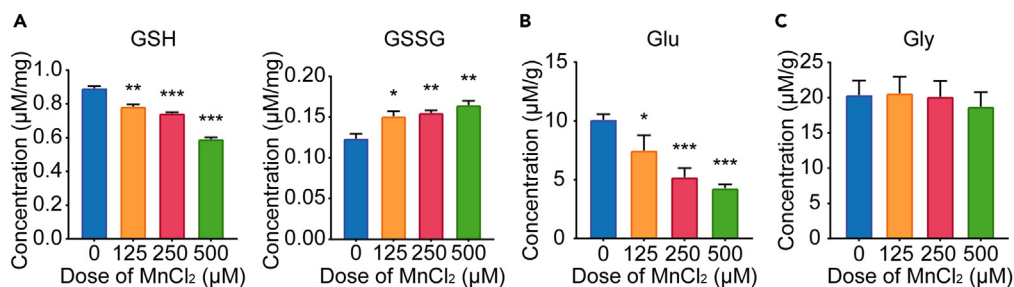 A
GSH
Concentration (µM/mg)
1.0
0.8
0.6
0.4
0.2
0.0
**
***
***
0 125 250 500
Dose of MnCl₂ (µM)
GSSG
Concentration (µM/mg)
0.20
0.15
0.10
0.05
0.00
*
**
**
0 125 250 500
Dose of MnCl₂ (µM)
B
Glu
Concentration (µM/g)
15
10
5
0
*
***
***
0 125 250 500
Dose of MnCl₂ (µM)
C
Gly
Concentration (µM/g)
25
20
15
10
5
0
0 125 250 500
Dose of MnCl₂ (µM)